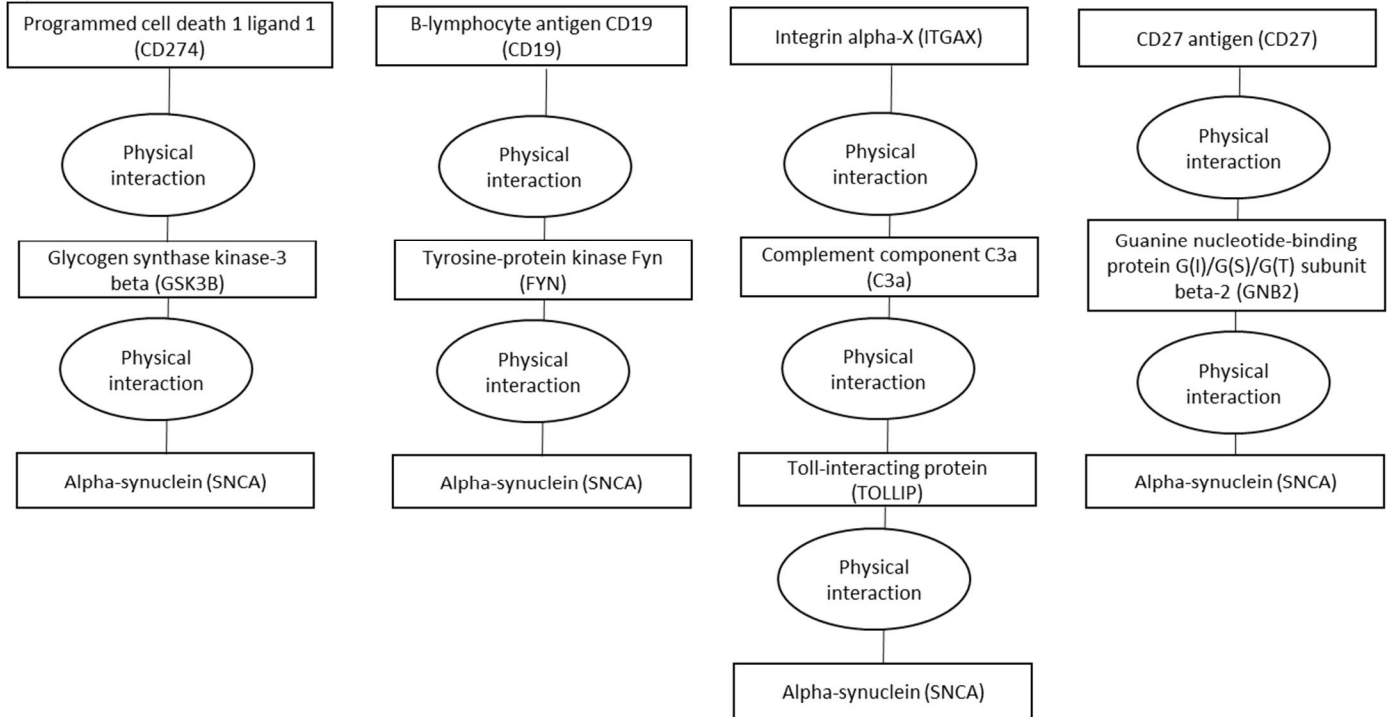 Programmed cell death 1 ligand 1
(CD274)
Physical
interaction
Glycogen synthase kinase-3
beta (GSK3B)
Physical
interaction
Alpha-synuclein (SNCA)
B-lymphocyte antigen CD19
(CD19)
Physical
interaction
Tyrosine-protein kinase Fyn
(FYN)
Physical
interaction
Alpha-synuclein (SNCA)
Integrin alpha-X (ITGAX)
Physical
interaction
Complement component C3a
(C3a)
Physical
interaction
Toll-interacting protein
(TOLLIP)
Physical
interaction
Alpha-synuclein (SNCA)
CD27 antigen (CD27)
Physical
interaction
Guanine nucleotide-binding
protein G(I)/G(S)/G(T) subunit
beta-2 (GNB2)
Physical
interaction
Alpha-synuclein (SNCA)